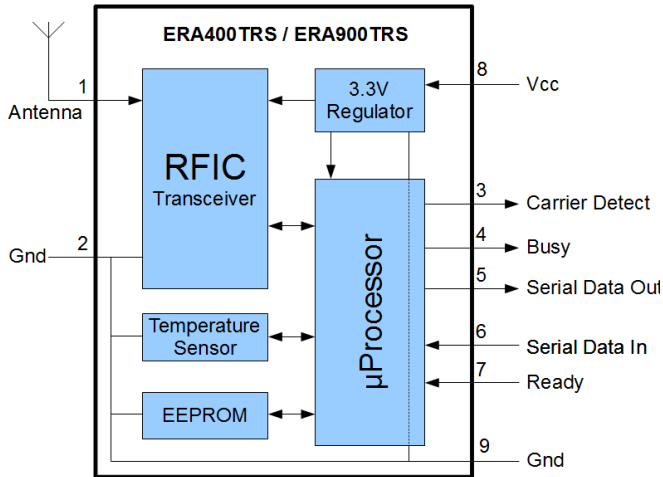 ERA400TRS / ERA900TRS
1
Antenna
RFIC
Transceiver
3.3V
Regulator
8
Vcc
3
Carrier Detect
4
Busy
5
Serial Data Out
2
Gnd
µProcessor
Temperature
Sensor
6
Serial Data In
7
Ready
EEPROM
9
Gnd